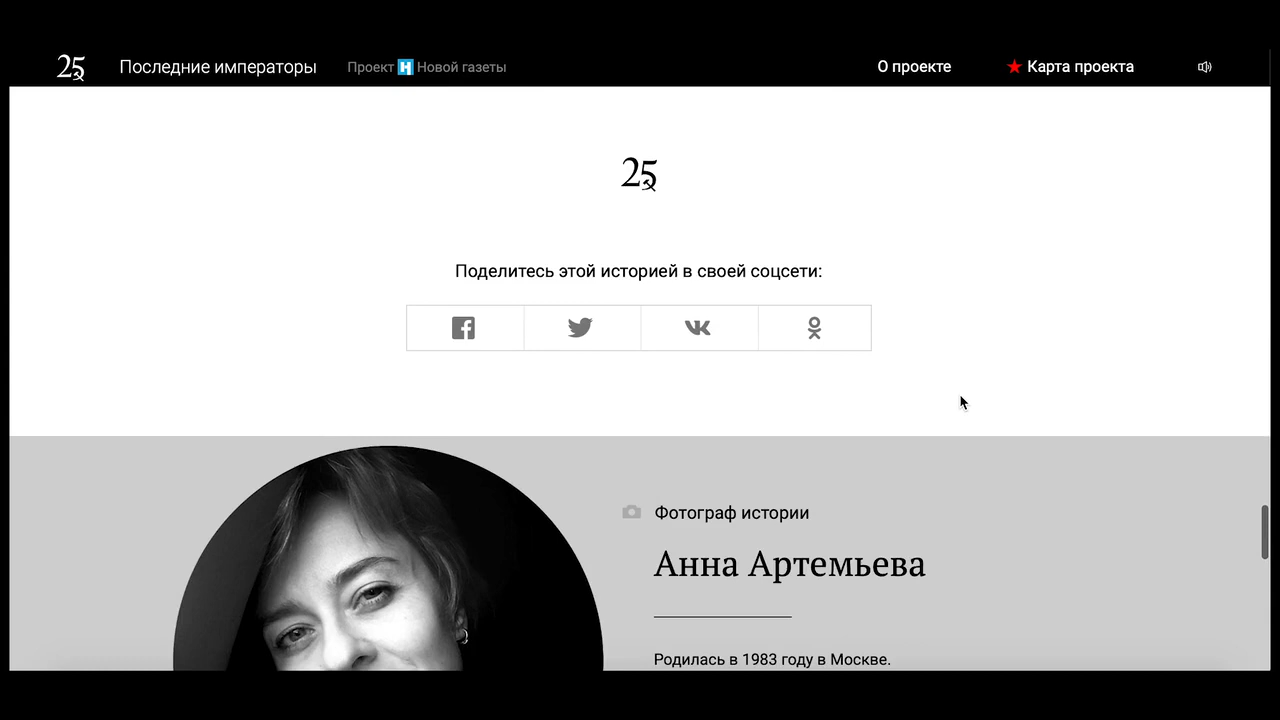 25 Последние императоры Проект Н Новой газеты О проекте Карта проекта
25
Поделитесь этой историей в своей соцсети:
Фотограф истории
Анна Артемьева
Родилась в 1983 году в Москве.